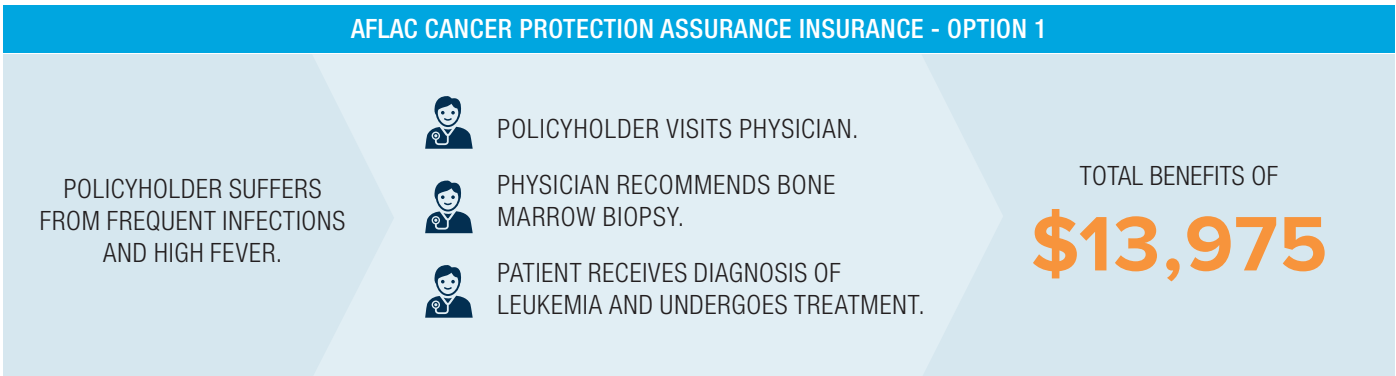 AFLAC CANCER PROTECTION ASSURANCE INSURANCE - OPTION 1
POLICYHOLDER SUFFERS
FROM FREQUENT INFECTIONS
AND HIGH FEVER.
POLICYHOLDER VISITS PHYSICIAN.
PHYSICIAN RECOMMENDS BONE
MARROW BIOPSY.
PATIENT RECEIVES DIAGNOSIS OF
LEUKEMIA AND UNDERGOES TREATMENT.
TOTAL BENEFITS OF
$13,975